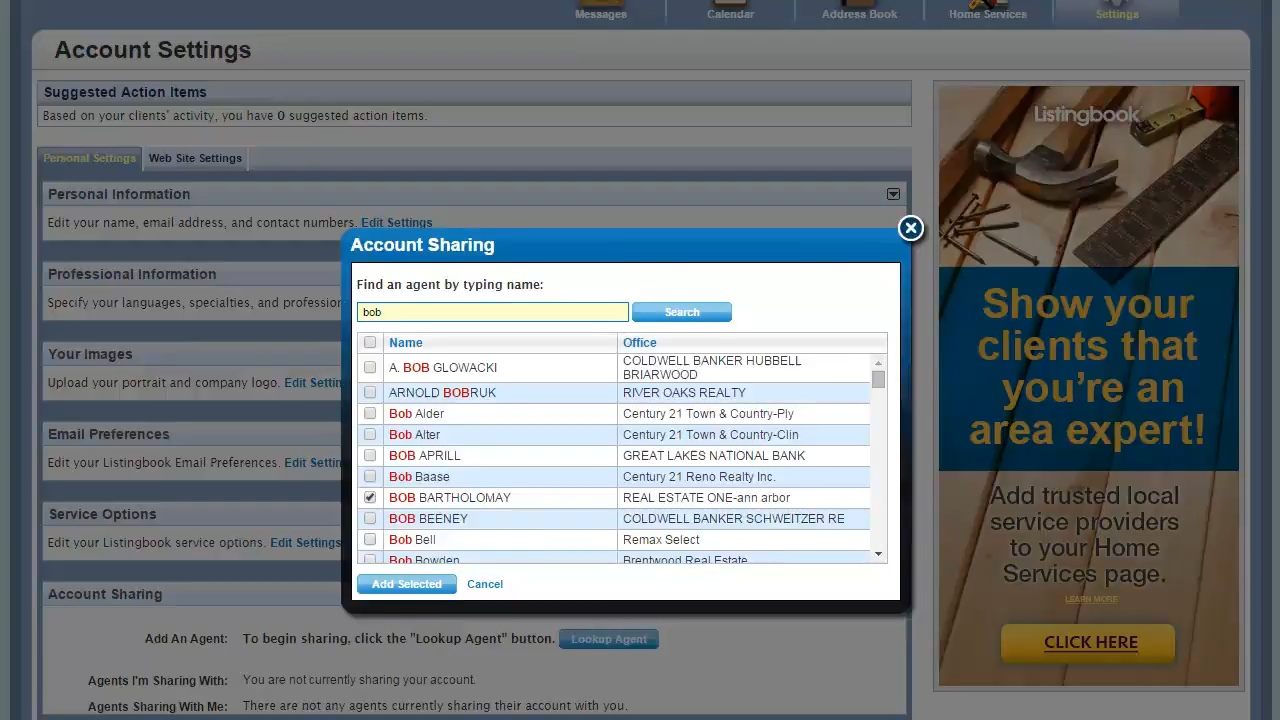 Messages
Calendar
Address Book
Home Services
Settings
Account Settings
Suggested Action Items
Based on your clients' activity, you have 0 suggested action items.
Personal Settings
Web Site Settings
Personal Information
Edit your name, email address, and contact numbers. Edit Settings
Professional Information
Specify your languages, specialties, and
Your Images
Upload your portrait and company logo. Edit
Email Preferences
Edit your Listingbook Email Preferences. Edit
Service Options
Edit your Listingbook service options. Edit Settings
Account Sharing
Add An Agent: To begin sharing, click the "Lookup Agent" button. Lookup Agent
Agents I'm Sharing With: You are not currently sharing your account.
Agents Sharing With Me: There are not any agents currently sharing their account with you.
Account Sharing
Find an agent by typing name:
bob
Search
Name Office
A. BOB GLOWACKI COLDWELL BANKER HUBBELL
BRIARWOOD
ARNOLD BOBRUK RIVER OAKS REALTY
Bob Alder Century 21 Town & Country-Ply
Bob Alter Century 21 Town & Country-Clin
BOB APRILL GREAT LAKES NATIONAL BANK
Bob Baase Century 21 Reno Realty Inc.
BOB BARTHOLOMAY REAL ESTATE ONE-ann arbor
BOB BEENEY COLDWELL BANKER SCHWEITZER RE
Bob Bell Remax Select
Bob Bowden Brentwood Real Estate
Add Selected Cancel
Listingbook
Show your
clients that
you're an
area expert!
Add trusted local
service providers
to your Home
Services page.
LEARN MORE
CLICK HERE